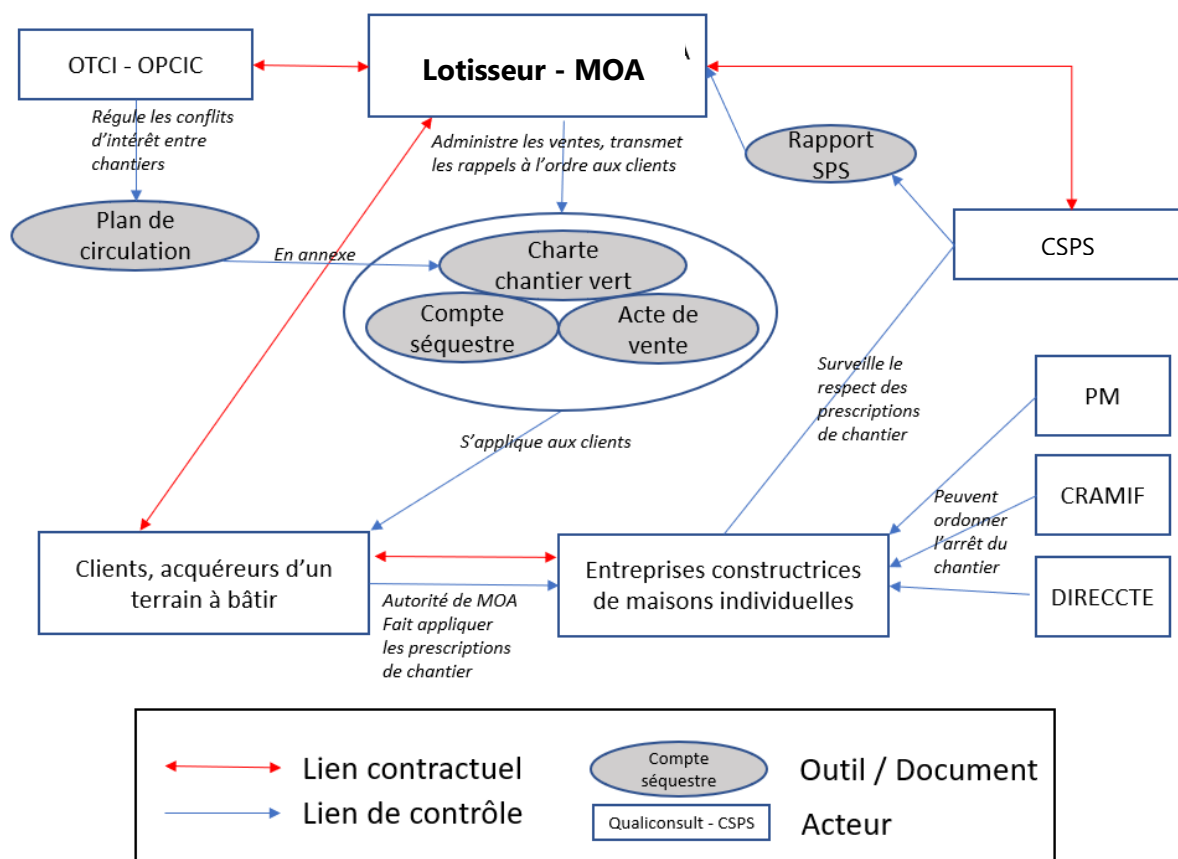 OTCI - OPCIC
Lotisseur - MOA
Régule les conflits
d’intérêt entre
chantiers
Administre les ventes, transmet
les rappels à l’ordre aux clients
Rapport
SPS
Plan de
circulation
En annexe
Charte
chantier vert
CSPS
Compte
séquestre
Acte de
vente
Surveille le
respect des
prescriptions
de chantier
PM
S’applique aux clients
CRAMIF
Peuvent
ordonner
l’arrêt du
chantier
Clients, acquéreurs d’un
terrain à bâtir
Entreprises constructrices
de maisons individuelles
DIRECCTE
Autorité de MOA
Fait appliquer
les prescriptions
de chantier
Lien contractuel
Compte
séquestre
Outil / Document
Lien de contrôle
Qualiconsult - CSPS
Acteur